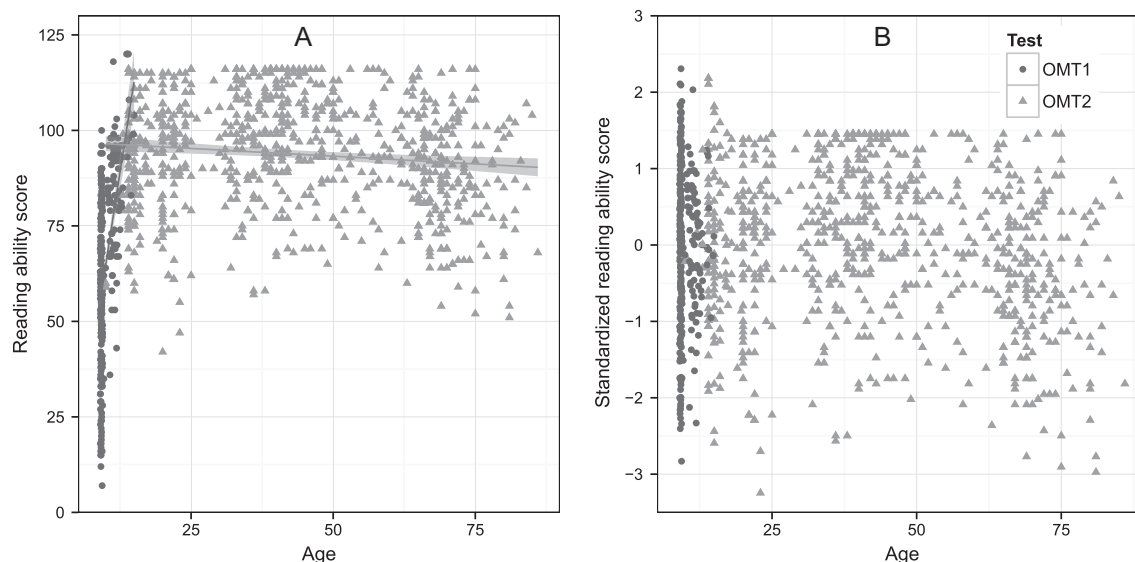 A
Reading ability score
125
100
75
50
25
0
25
50
75
Age
B
Standardized reading ability score
3
2
1
0
−1
−2
−3
25
50
75
Age
Test
OMT1
OMT2